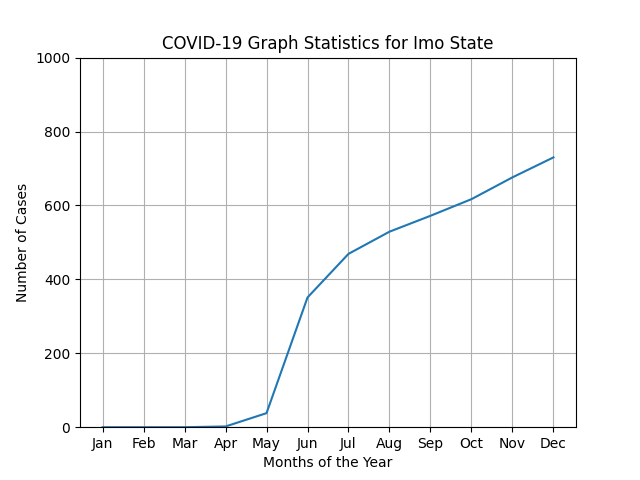 COVID-19 Graph Statistics for Imo State
1000
800
600
400
200
0
Number of Cases
Jan Feb Mar Apr May Jun Jul Aug Sep Oct Nov Dec
Months of the Year